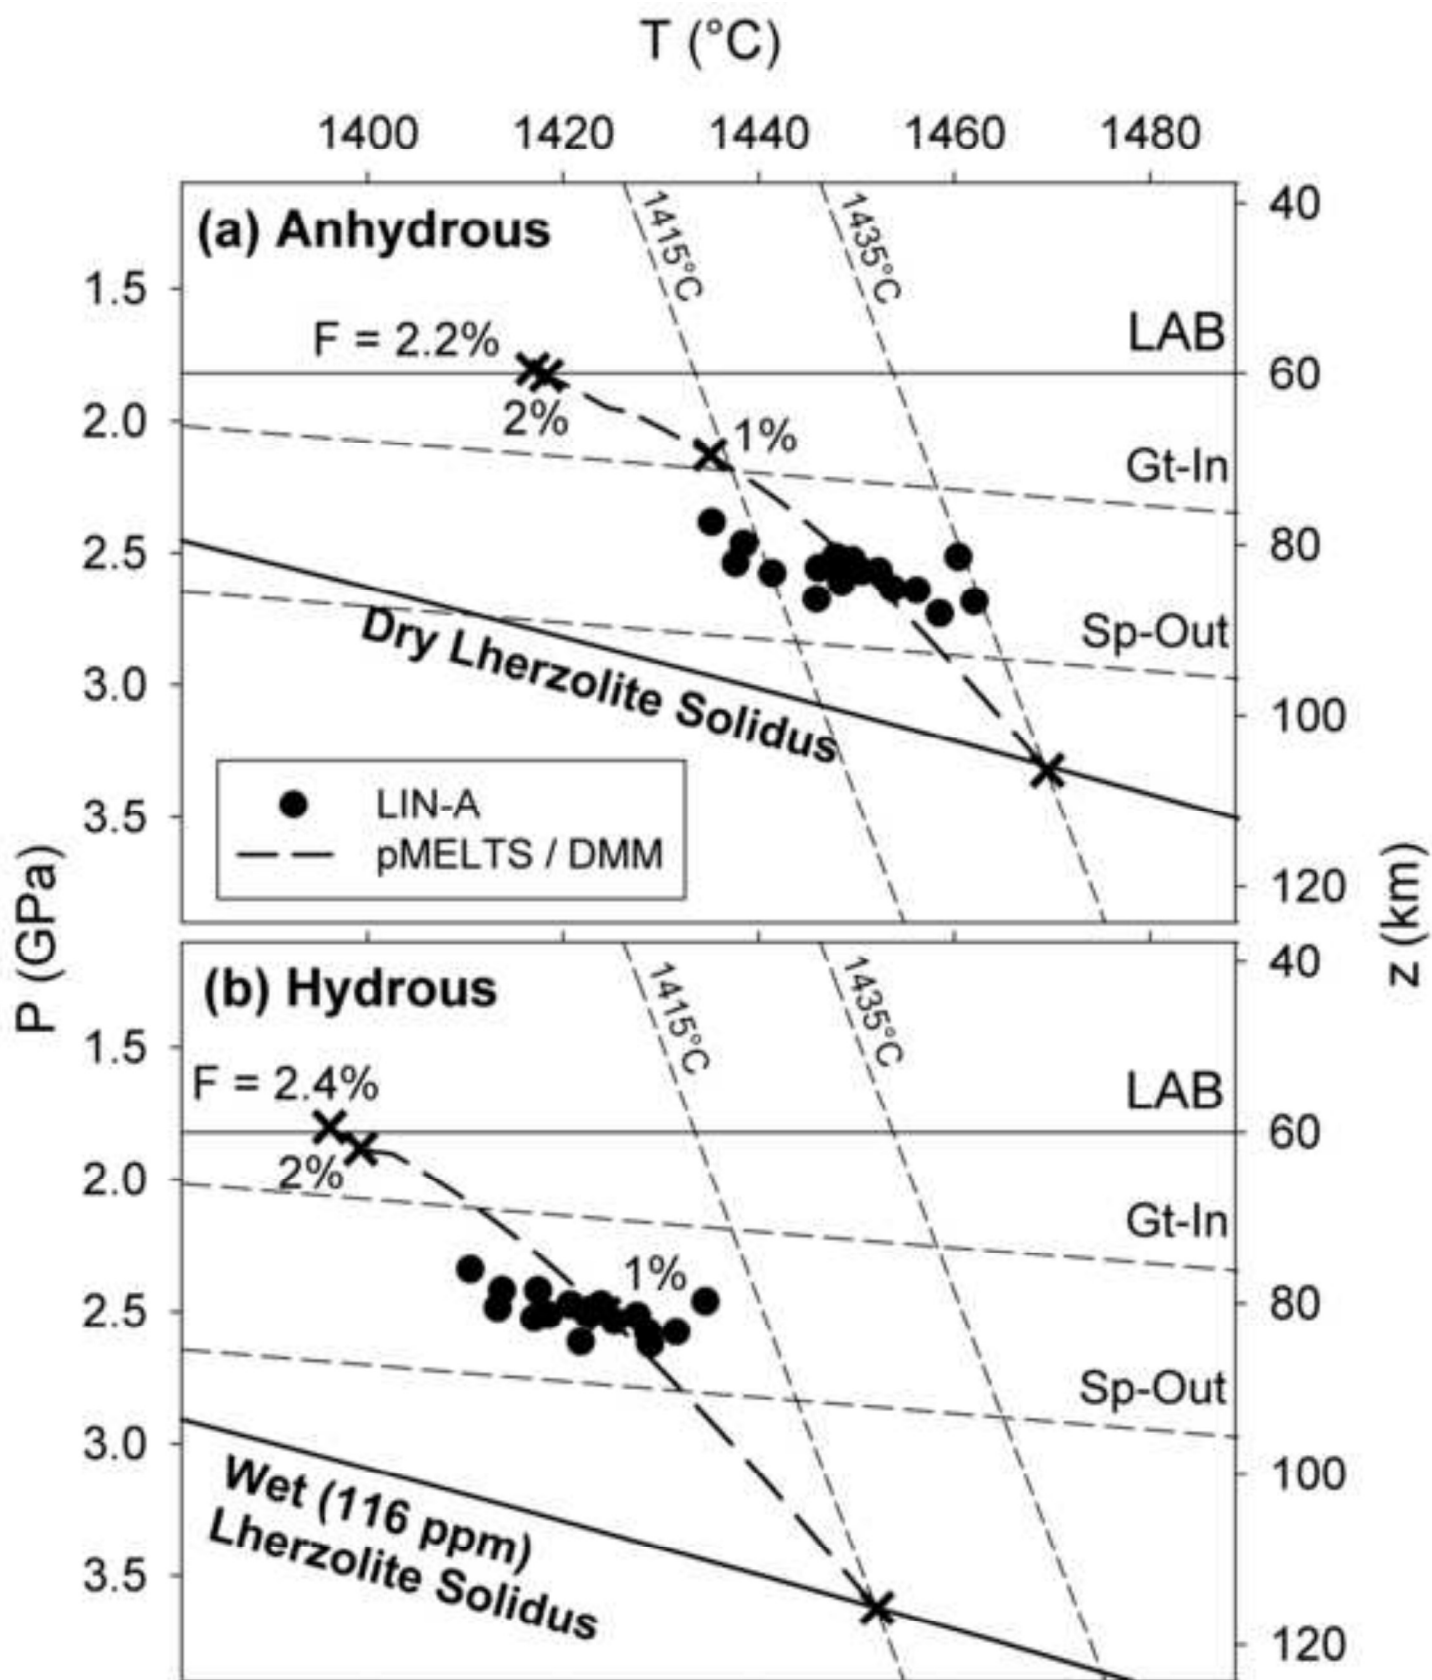 T (°C)
1400 1420 1440 1460 1480
(a) Anhydrous
1415°C
1435°C
40
1.5
F = 2.2%
LAB
60
2%
2.0
1%
Gt-In
2.5
80
Sp-Out
Dry Lherzolite Solidus
3.0
100
LIN-A
3.5
pMELTS / DMM
120
P (GPa)
z (km)
(b) Hydrous
1415°C
1435°C
40
1.5
F = 2.4%
LAB
60
2%
2.0
Gt-In
1%
2.5
80
Sp-Out
3.0
100
Wet (116 ppm)
Lherzolite Solidus
3.5
120